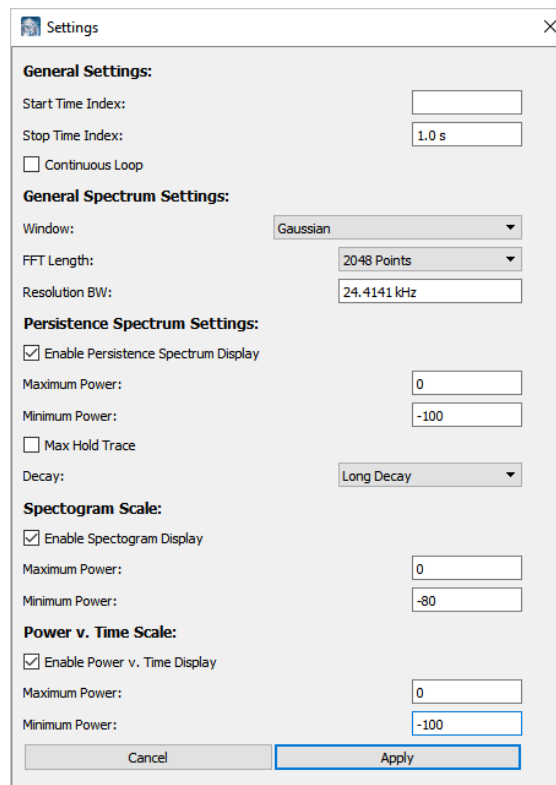 Settings
General Settings:
Start Time Index:
Stop Time Index: 1.0 s
Continuous Loop
General Spectrum Settings:
Window: Gaussian
FFT Length: 2048 Points
Resolution BW: 24.4141 kHz
Persistence Spectrum Settings:
Enable Persistence Spectrum Display
Maximum Power: 0
Minimum Power: -100
Max Hold Trace
Decay: Long Decay
Spectogram Scale:
Enable Spectogram Display
Maximum Power: 0
Minimum Power: -80
Power v. Time Scale:
Enable Power v. Time Display
Maximum Power: 0
Minimum Power: -100
Cancel Apply